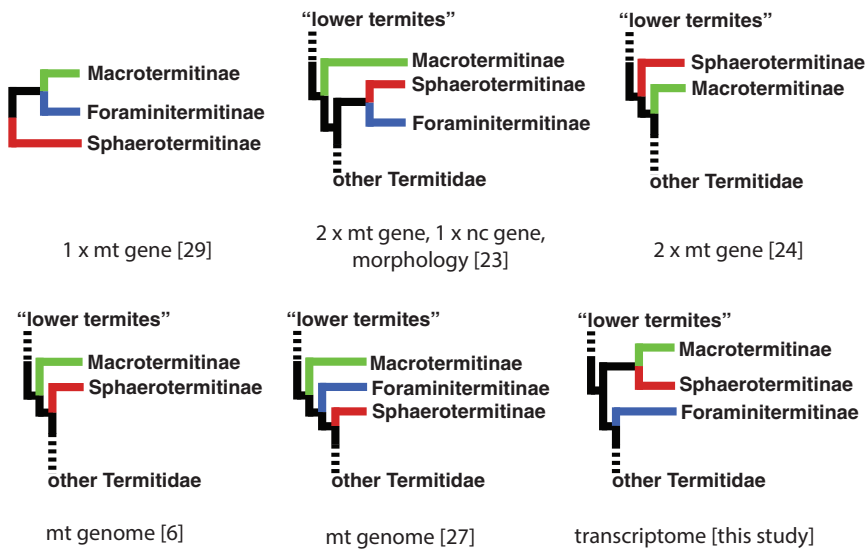 Macrotermitinae
Foraminitermitinae
Sphaerotermitinae
1 x mt gene [29]
“lower termites”
Macrotermitinae
Sphaerotermitinae
Foraminitermitinae
other Termitidae
2 x mt gene, 1 x nc gene,
morphology [23]
“lower termites”
Sphaerotermitinae
Macrotermitinae
other Termitidae
2 x mt gene [24]
“lower termites”
Macrotermitinae
Sphaerotermitinae
other Termitidae
mt genome [6]
“lower termites”
Macrotermitinae
Foraminitermitinae
Sphaerotermitinae
other Termitidae
mt genome [27]
“lower termites”
Macrotermitinae
Sphaerotermitinae
Foraminitermitinae
other Termitidae
transcriptome [this study]